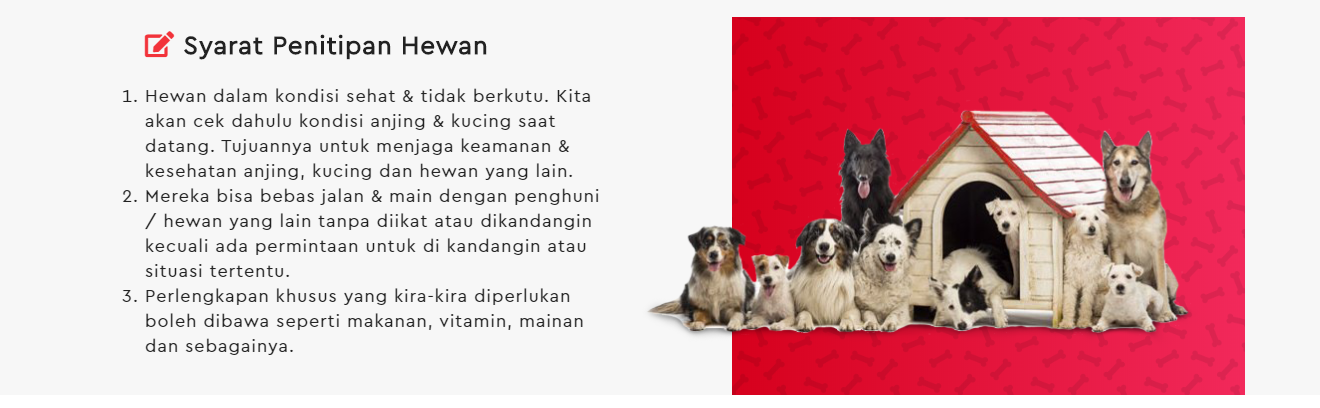 Syarat Penitipan Hewan
1. Hewan dalam kondisi sehat & tidak berkutu. Kita
akan cek dahulu kondisi anjing & kucing saat
datang. Tujuannya untuk menjaga keamanan &
kesehatan anjing, kucing dan hewan yang lain.
2. Mereka bisa bebas jalan & main dengan penghuni
/ hewan yang lain tanpa diikat atau dikandangin
kecuali ada permintaan untuk di kandangin atau
situasi tertentu.
3. Perlengkapan khusus yang kira-kira diperlukan
boleh dibawa seperti makanan, vitamin, mainan
dan sebagainya.